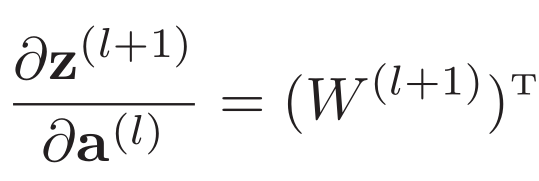 ∂𝐳^(l+1) / ∂𝐚^(l) = (W^(l+1))^T